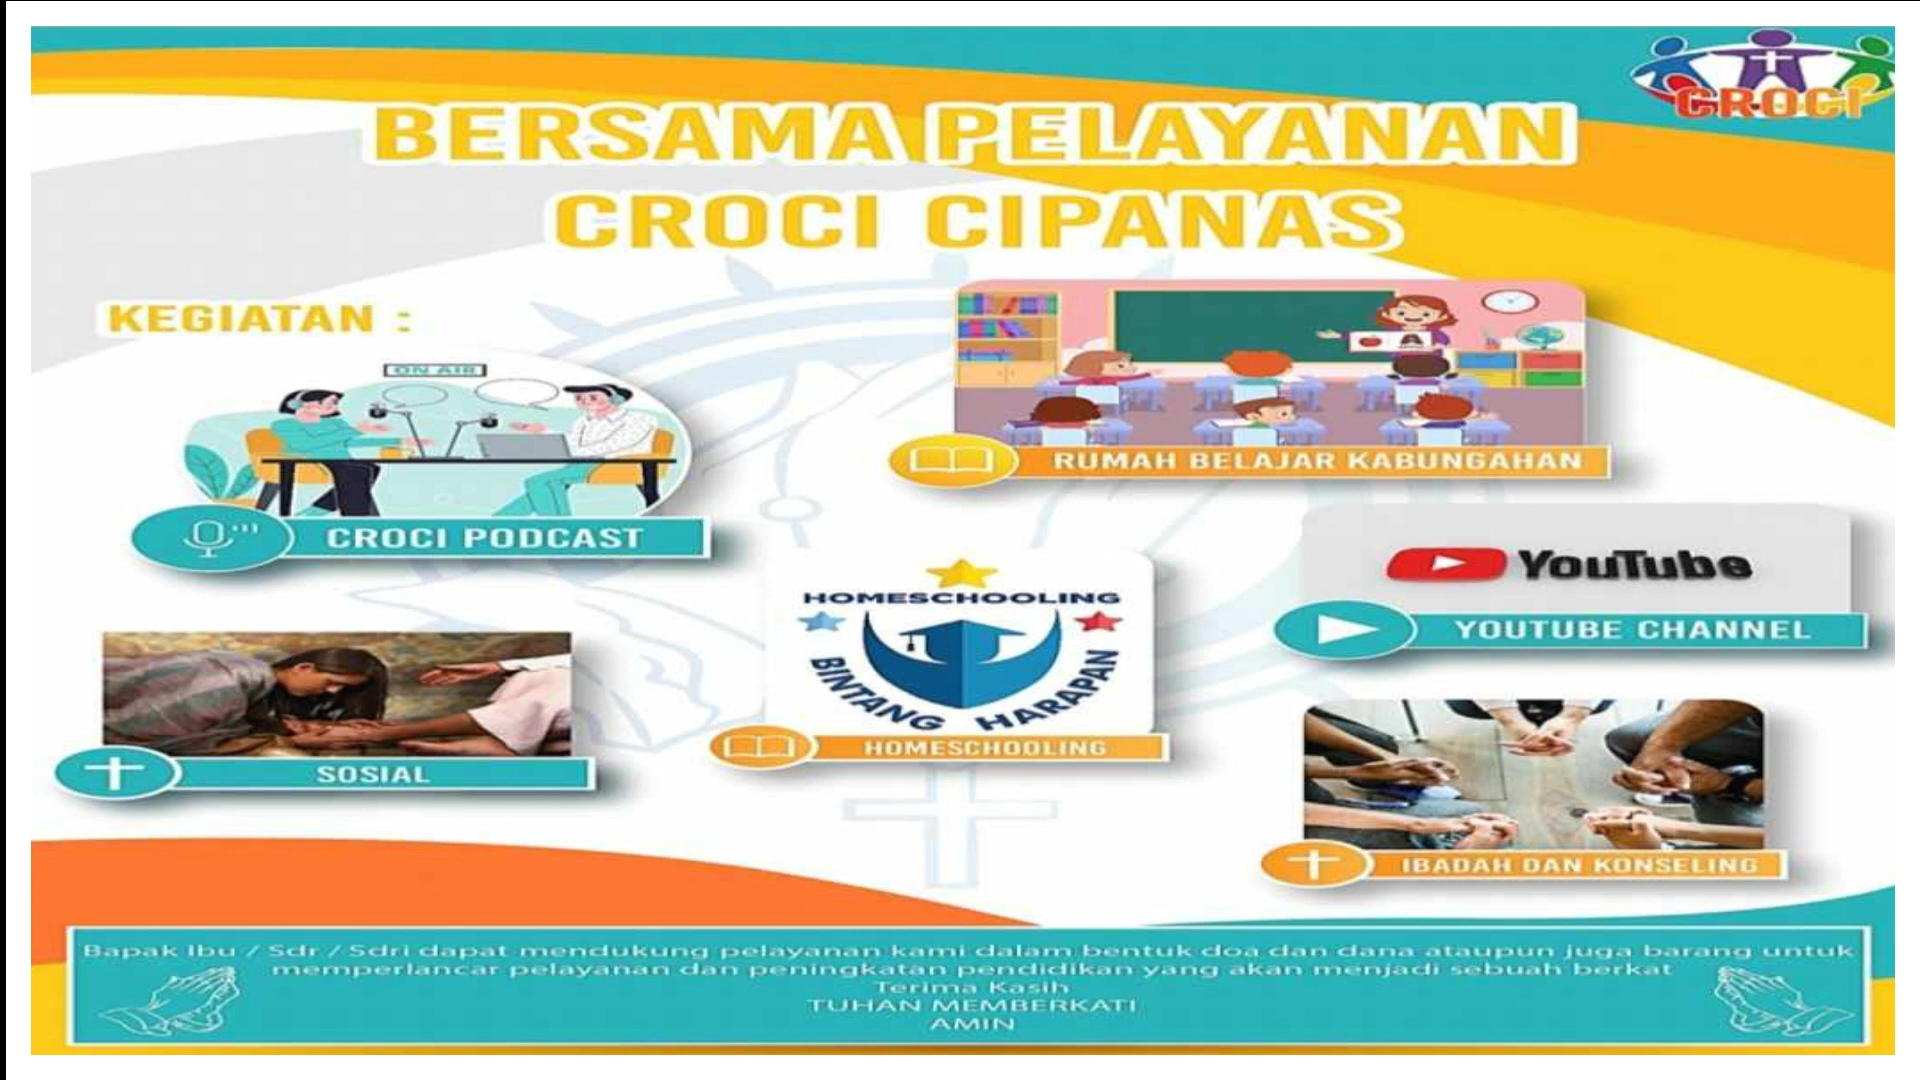 CROCI
BERSAMA PELAYANAN
CROCI CIPANAS
KEGIATAN :
ON AIR
CROCI PODCAST
RUMAH BELAJAR KABUNGAHAN
YouTube
YOUTUBE CHANNEL
HOMESCHOOLING
BINTANG HARAPAN
HOMESCHOOLING
SOSIAL
IBADAH DAN KONSELING
Bapak Ibu / Sdr / Sdri dapat mendukung pelayanan kami dalam bentuk doa dan dana ataupun juga barang untuk
memperlancar pelayanan dan peningkatan pendidikan yang akan menjadi sebuah berkat
Terima Kasih
TUHAN MEMBERKATI
AMIN